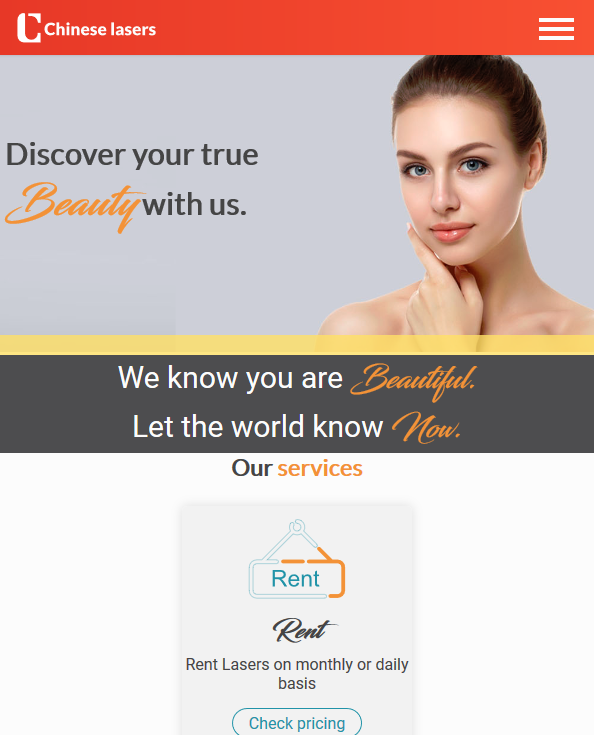 Chinese lasers
Discover your true
Beauty with us.
We know you are Beautiful.
Let the world know Now.
Our services
Rent
Rent
Rent Lasers on monthly or daily
basis
Check pricing